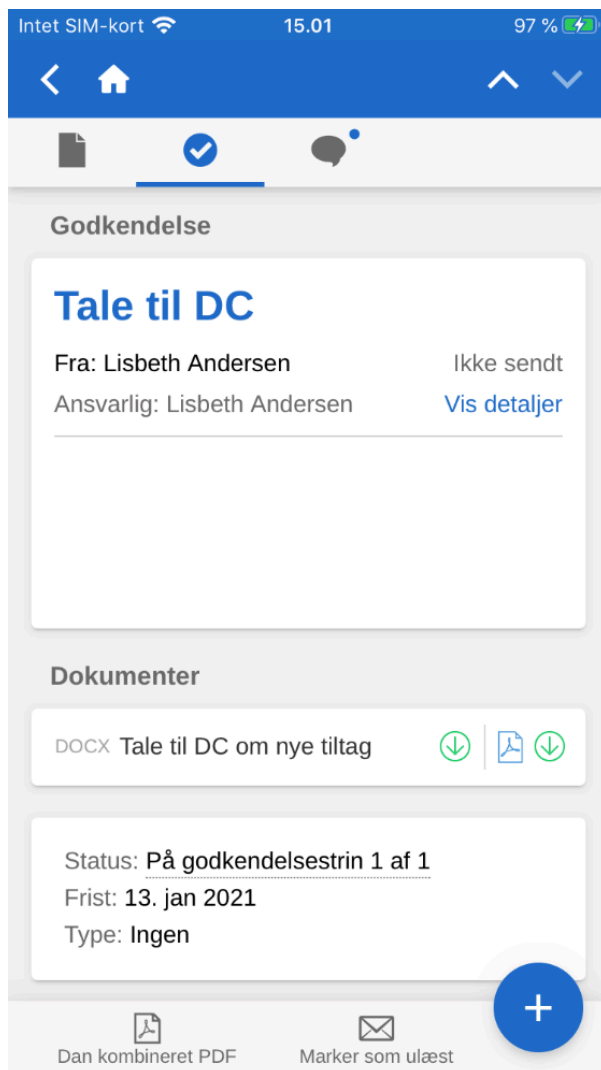 Intet SIM-kort 15.01 97 %
Godkendelse
Tale til DC
Fra: Lisbeth Andersen Ikke sendt
Ansvarlig: Lisbeth Andersen Vis detaljer
Dokumenter
DOCX Tale til DC om nye tiltag
Status: På godkendelsestrin 1 af 1
Frist: 13. jan 2021
Type: Ingen
Dan kombineret PDF Marker som ulæst